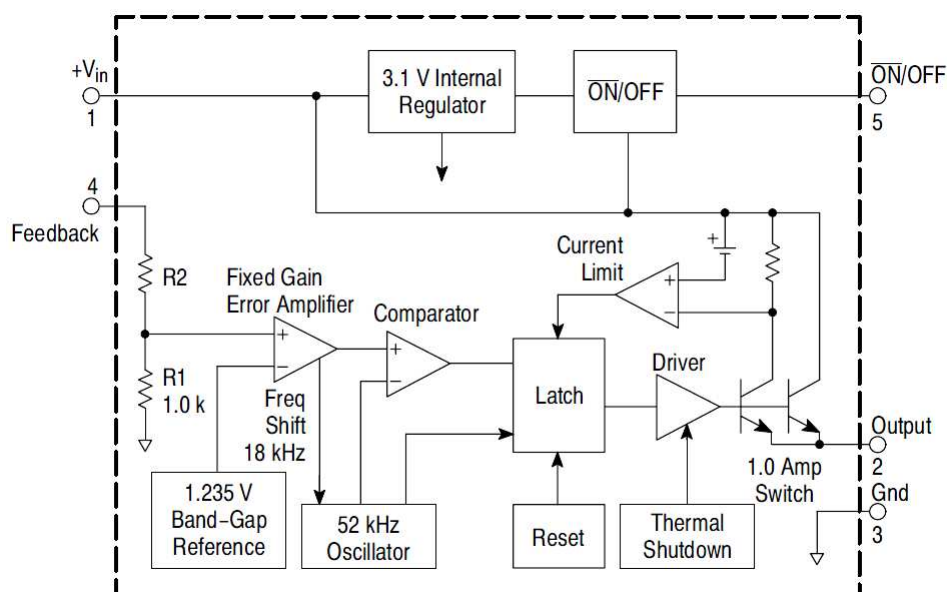 +Vin
1
3.1 V Internal
Regulator
ON/OFF
ON/OFF
5
4
Feedback
R2
Fixed Gain
Error Amplifier
Current
Limit
+
+
−
Comparator
+
−
+
−
R1
1.0 k
Freq
Shift
18 kHz
Latch
Driver
Output
2
1.0 Amp
Switch
Gnd
3
1.235 V
Band−Gap
Reference
52 kHz
Oscillator
Reset
Thermal
Shutdown